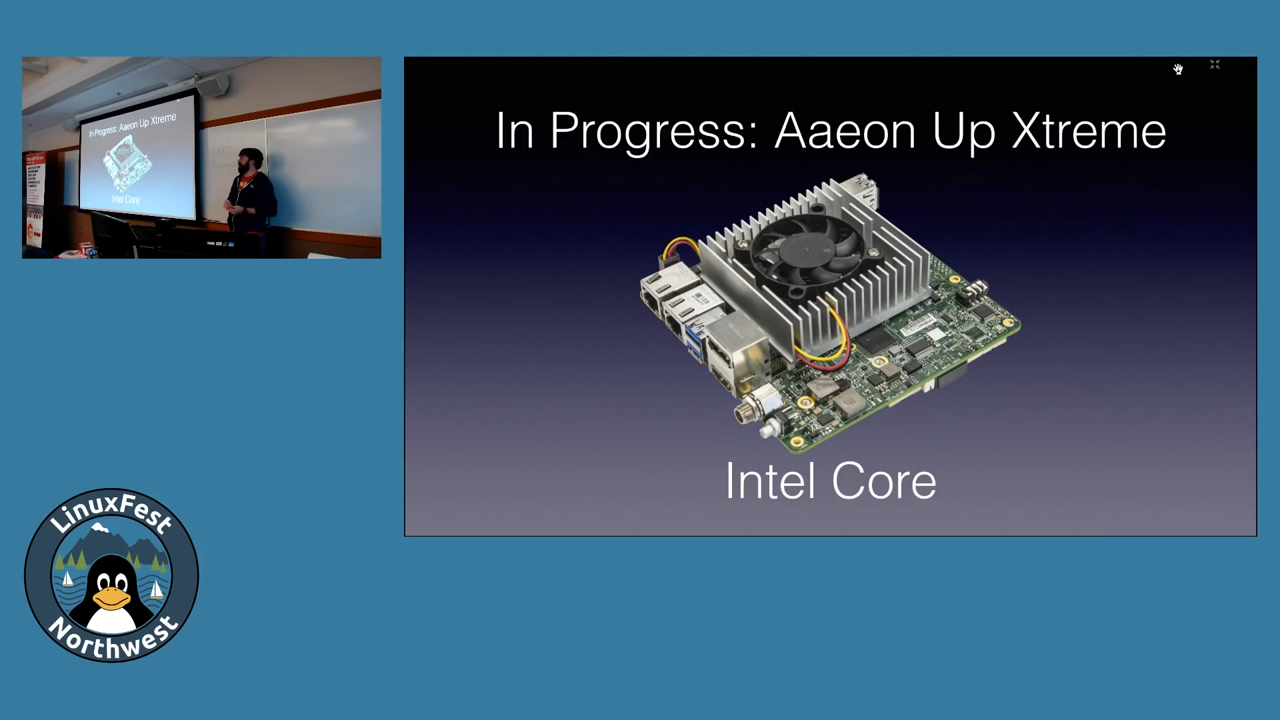 In Progress: Aaeon Up Xtreme
Intel Core
In Progress: Aaeon Up Xtreme
Intel Core
LinuxFest
Northwest